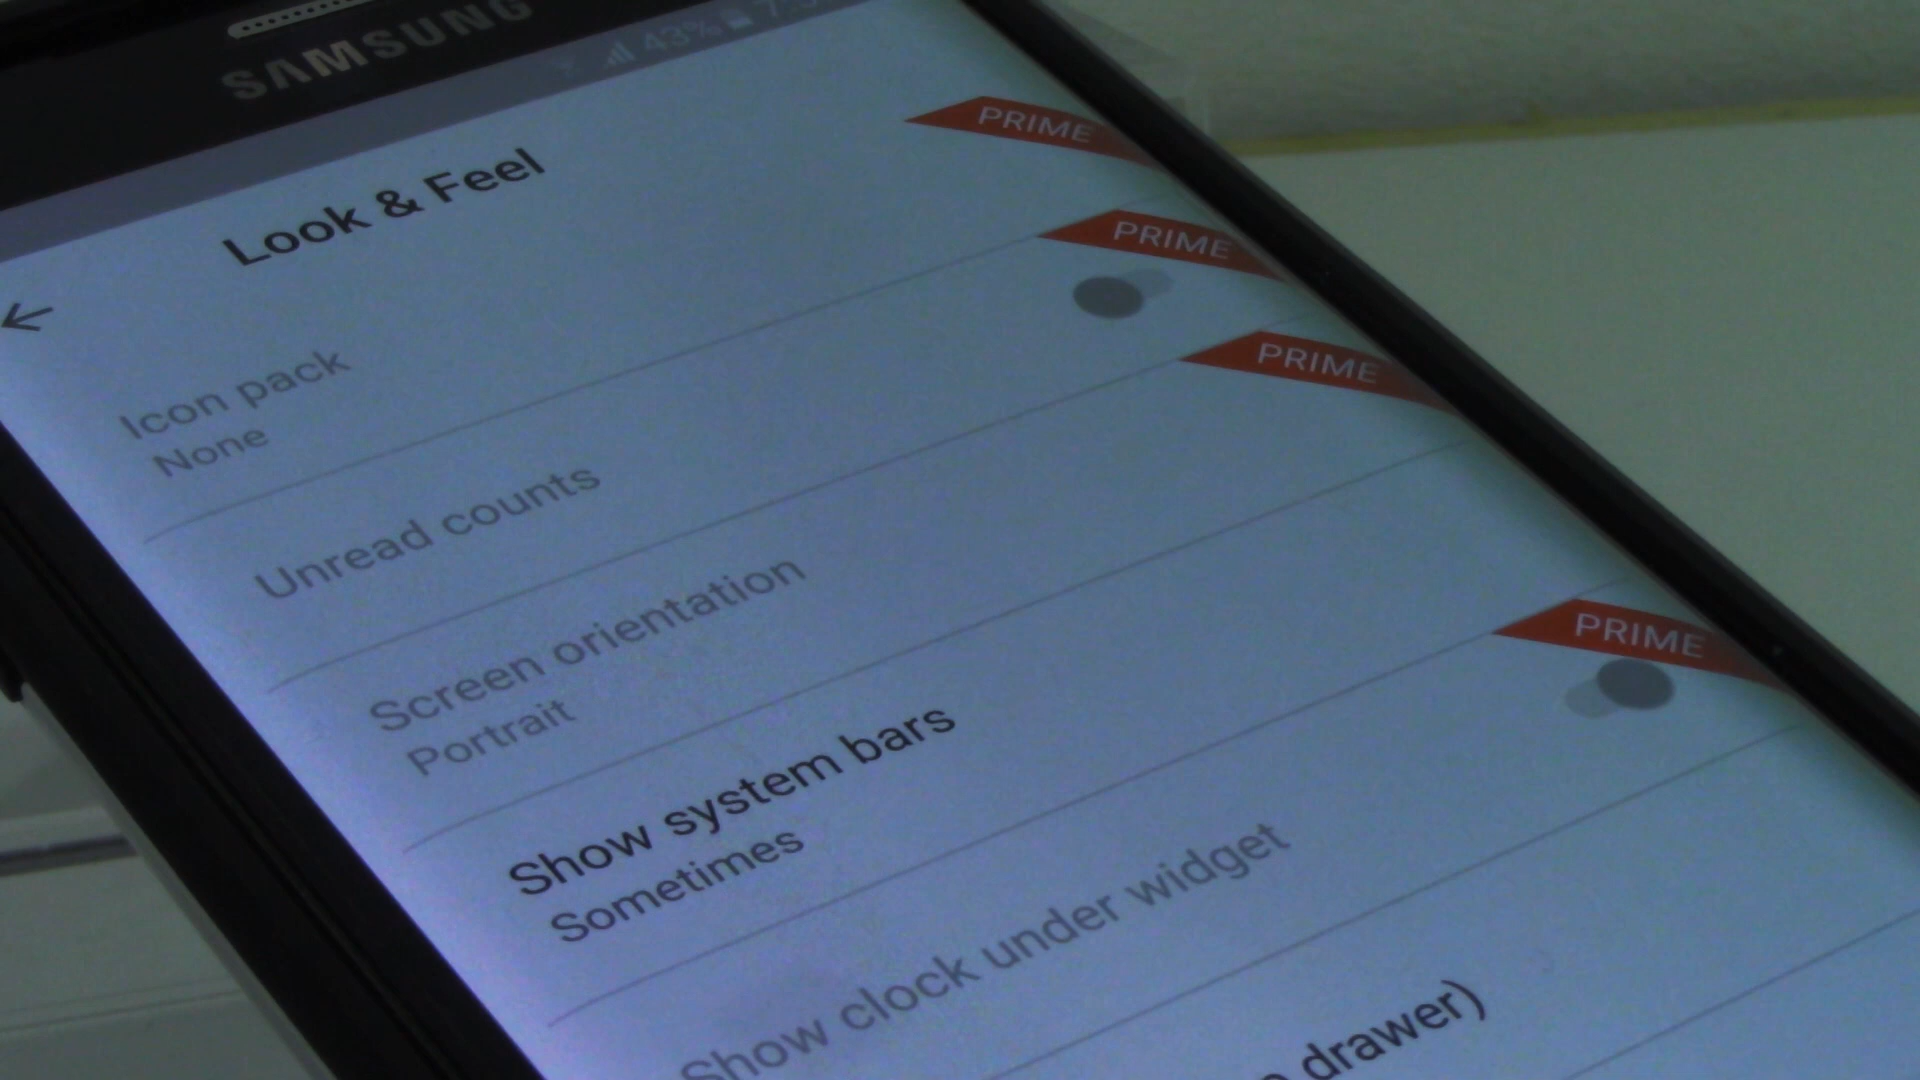 SAMSUNG
43%
Look & Feel
PRIME
Icon pack
None
PRIME
Unread counts
PRIME
Screen orientation
Portrait
Show system bars
Sometimes
PRIME
Show clock under widget
drawer)